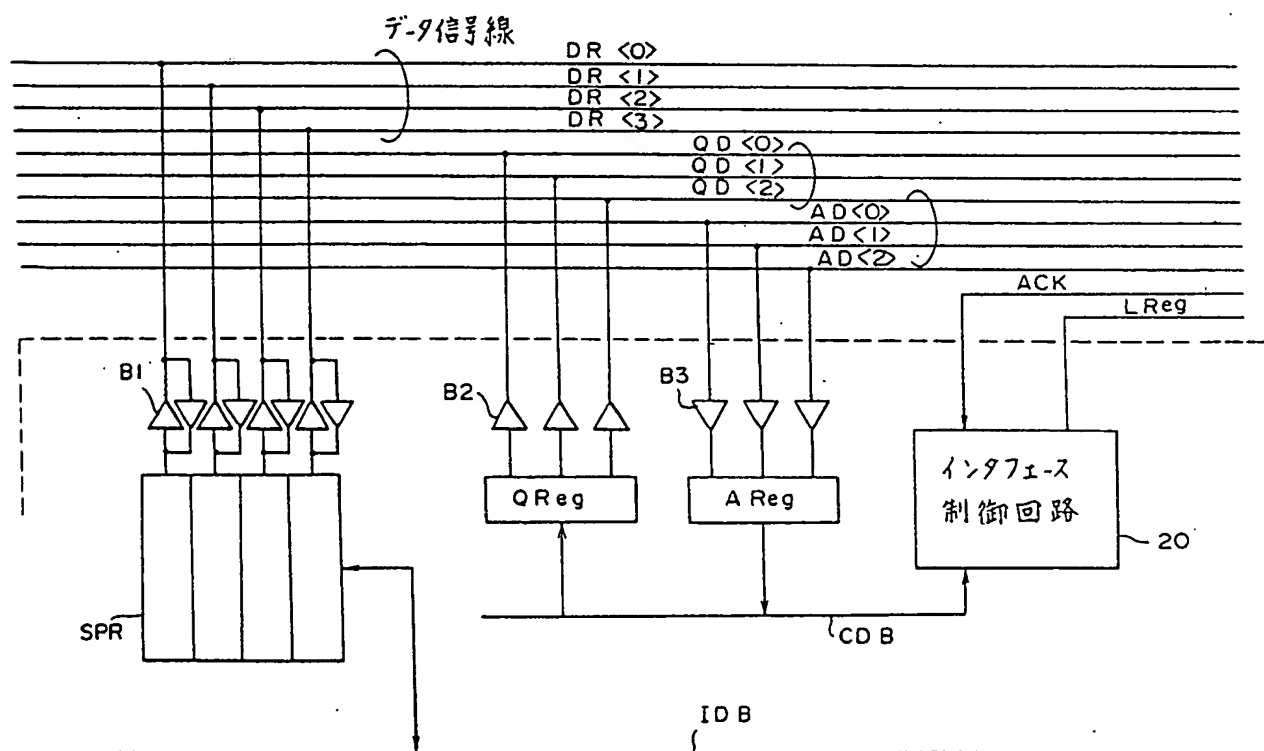 データ信号線
DR <0>
DR <1>
DR <2>
DR <3>
QD <0>
QD <1>
QD <2>
AD<0>
AD<1>
AD<2>
ACK
LReg
B1
B2
B3
QReg
A Reg
インタフェース
制御回路
20
SPR
CDB
IDB